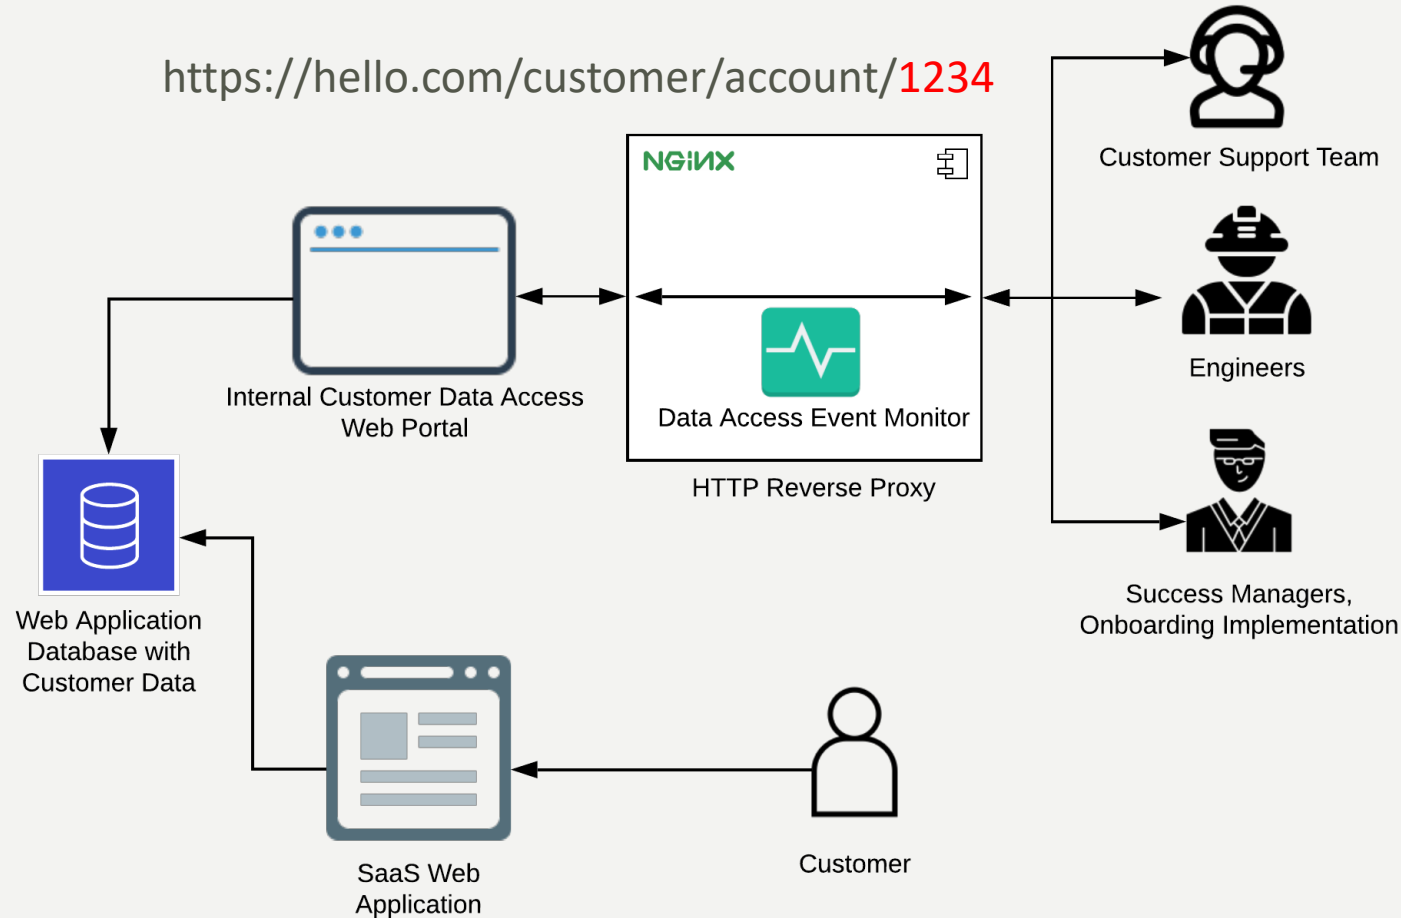 https://hello.com/customer/account/1234
NGINX
Customer Support Team
Engineers
Internal Customer Data Access
Web Portal
Data Access Event Monitor
HTTP Reverse Proxy
Success Managers,
Onboarding Implementation
Web Application
Database with
Customer Data
SaaS Web
Application
Customer